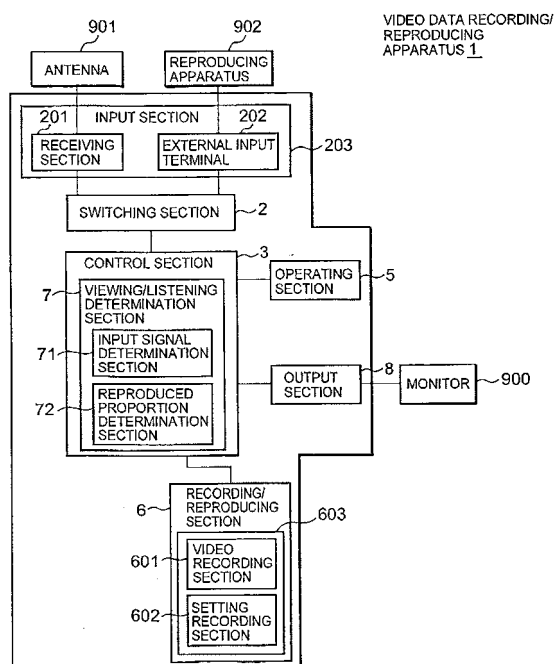 VIDEO DATA RECORDING/
REPRODUCING
APPARATUS 1
901
902
ANTENNA
REPRODUCING
APPARATUS
INPUT SECTION
201
202
RECEIVING
SECTION
EXTERNAL INPUT
TERMINAL
203
SWITCHING SECTION
2
3
CONTROL SECTION
7
VIEWING/LISTENING
DETERMINATION
SECTION
OPERATING
SECTION
5
71
INPUT SIGNAL
DETERMINATION
SECTION
8
72
REPRODUCED
PROPORTION
DETERMINATION
SECTION
OUTPUT
SECTION
MONITOR
900
6
RECORDING/
REPRODUCING
SECTION
603
601
VIDEO
RECORDING
SECTION
602
SETTING
RECORDING
SECTION